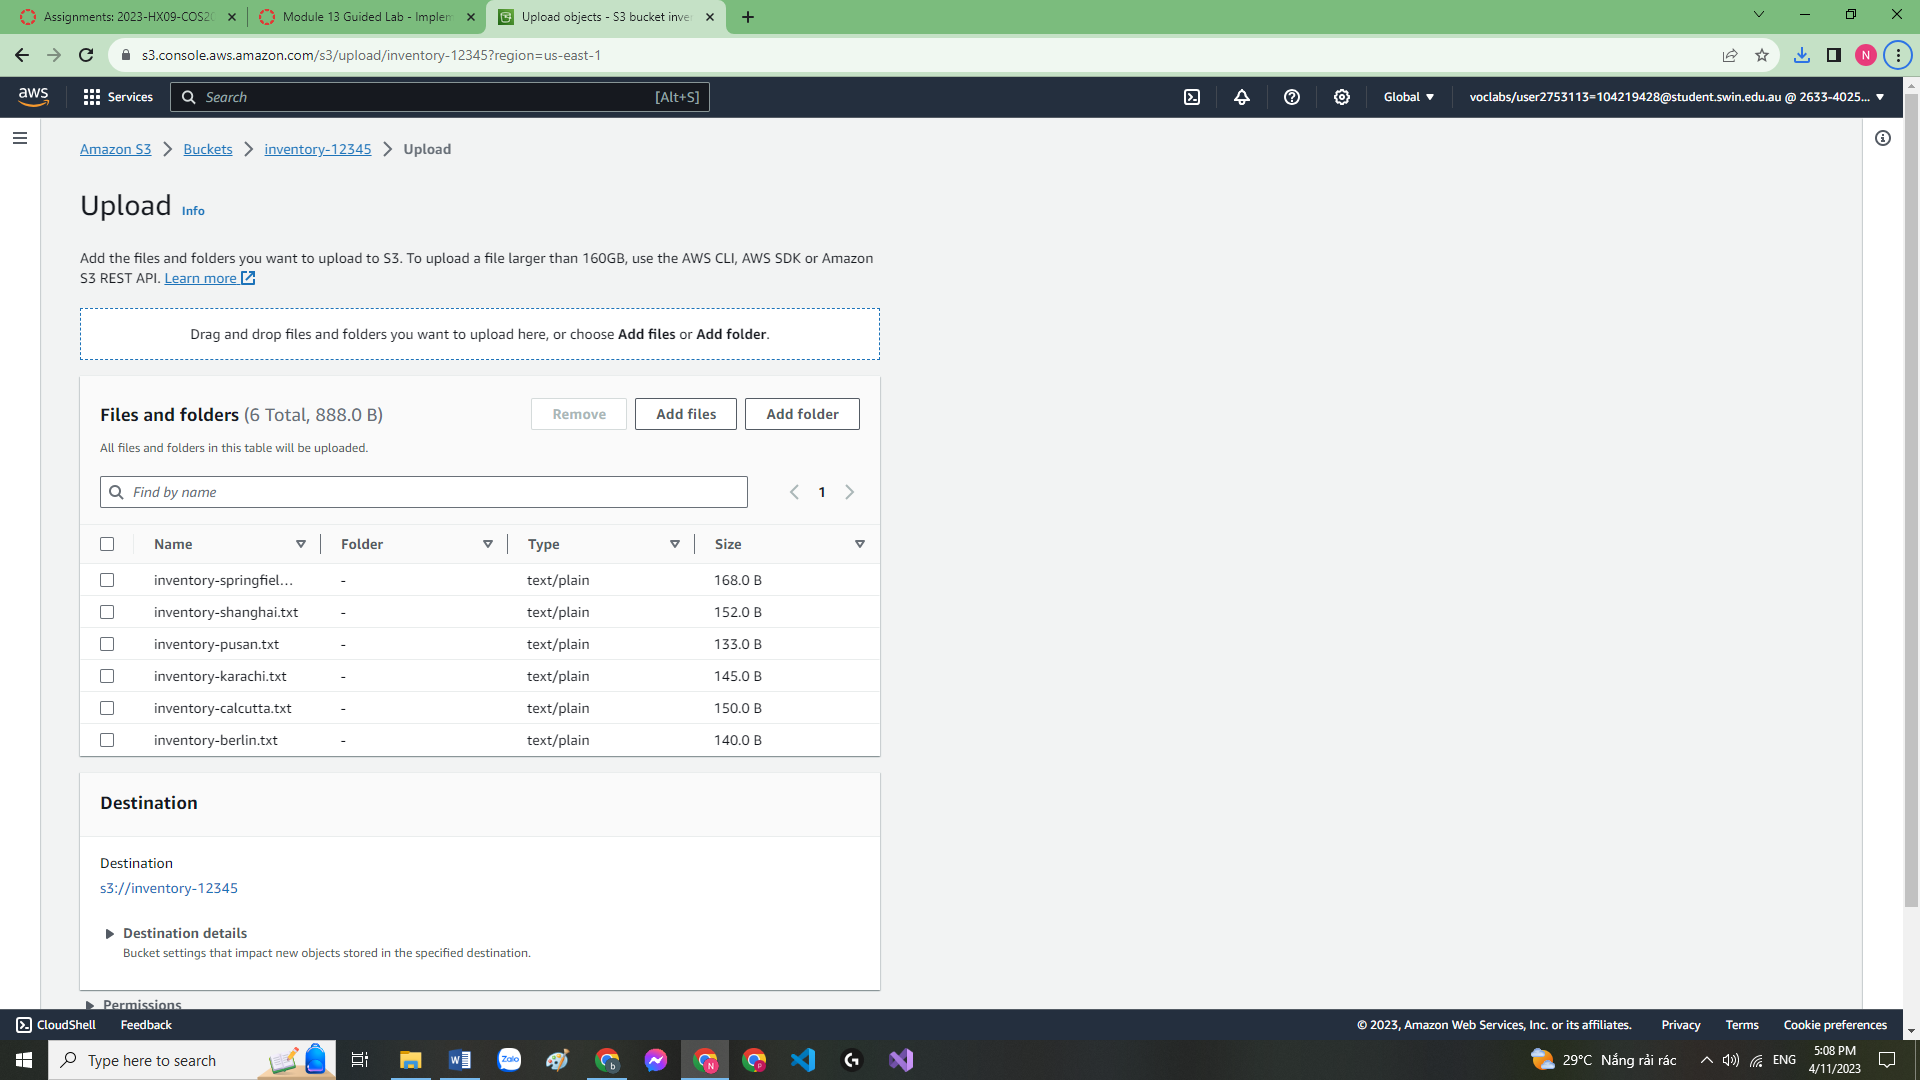 Assignments: 2023-HX09-COS20
Module 13 Guided Lab - Implem
Upload objects - S3 bucket inve
s3.console.aws.amazon.com/s3/upload/inventory-12345?region=us-east-1
N
aws
Services
Search
[Alt+S]
Global
voclabs/user2753113=104219428@student.swin.edu.au @ 2633-4025...
Amazon S3
Buckets
inventory-12345
Upload
Upload
Info
Add the files and folders you want to upload to S3. To upload a file larger than 160GB, use the AWS CLI, AWS SDK or Amazon
S3 REST API. Learn more
Drag and drop files and folders you want to upload here, or choose Add files or Add folder.
Files and folders (6 Total, 888.0 B)
Remove
Add files
Add folder
All files and folders in this table will be uploaded.
Find by name
1
Name Folder Type Size
inventory-springfiel... - text/plain 168.0 B
inventory-shanghai.txt - text/plain 152.0 B
inventory-pusan.txt - text/plain 133.0 B
inventory-karachi.txt - text/plain 145.0 B
inventory-calcutta.txt - text/plain 150.0 B
inventory-berlin.txt - text/plain 140.0 B
Destination
Destination
s3://inventory-12345
Destination details
Bucket settings that impact new objects stored in the specified destination.
Permissions
CloudShell
Feedback
© 2023, Amazon Web Services, Inc. or its affiliates.
Privacy
Terms
Cookie preferences
Type here to search
Zalo
29°C Nắng rải rác
ENG
5:08 PM
4/11/2023